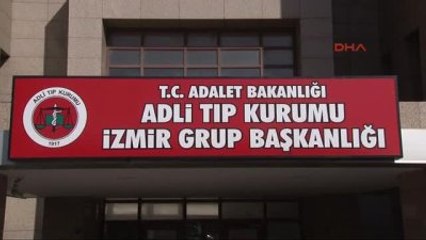 DHA
T.C. ADALET BAKANLIĞI
ADLİ TIP KURUMU
İZMİR GRUP BAŞKANLIĞI
ADLİ TIP KURUMU
1917